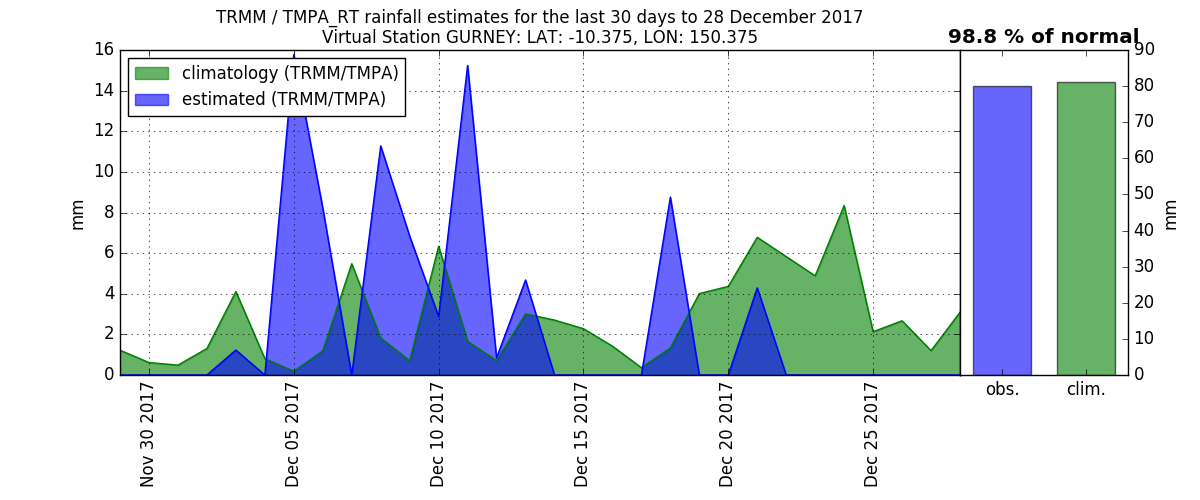 TRMM / TMPA_RT rainfall estimates for the last 30 days to 28 December 2017
Virtual Station GURNEY: LAT: -10.375, LON: 150.375
98.8 % of normal
climatology (TRMM/TMPA)
estimated (TRMM/TMPA)
16
14
12
10
8
6
4
2
0
mm
Nov 30 2017
Dec 05 2017
Dec 10 2017
Dec 15 2017
Dec 20 2017
Dec 25 2017
90
80
70
60
50
40
30
20
10
0
mm
obs.
clim.